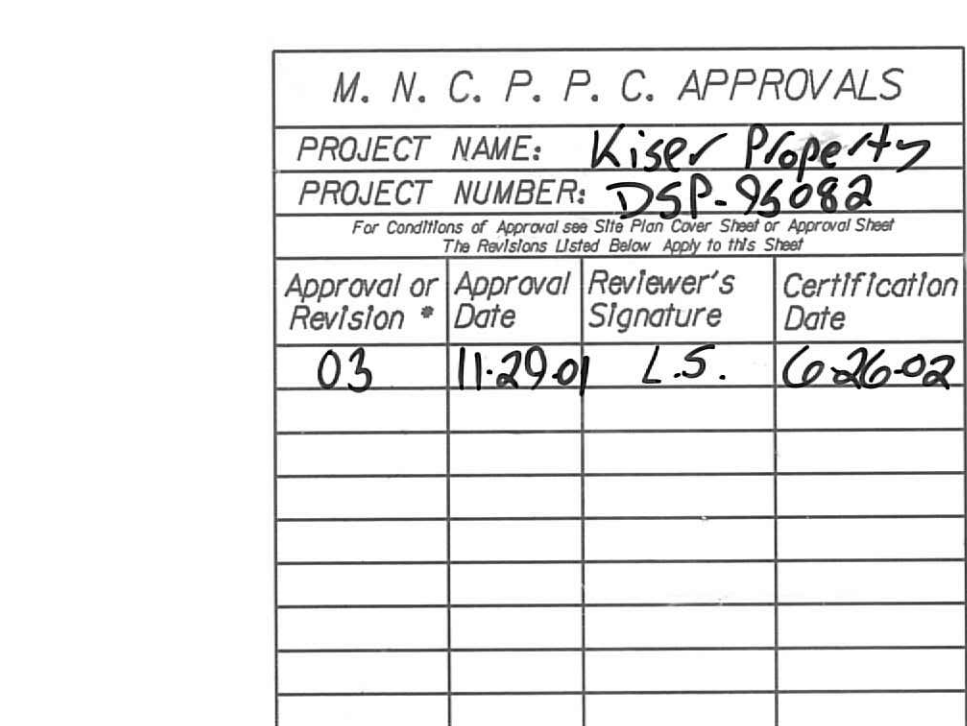 M. N. C. P. P. C. APPROVALS
PROJECT NAME: Kiser Property
PROJECT NUMBER: DSP-95082
For Conditions of Approval see Site Plan Cover Sheet or Approval Sheet
The Revisions Listed Below Apply to this Sheet
Approval or Revision * Approval Date Reviewer's Signature Certification Date
03 11-29-01 L.S. 6-26-02